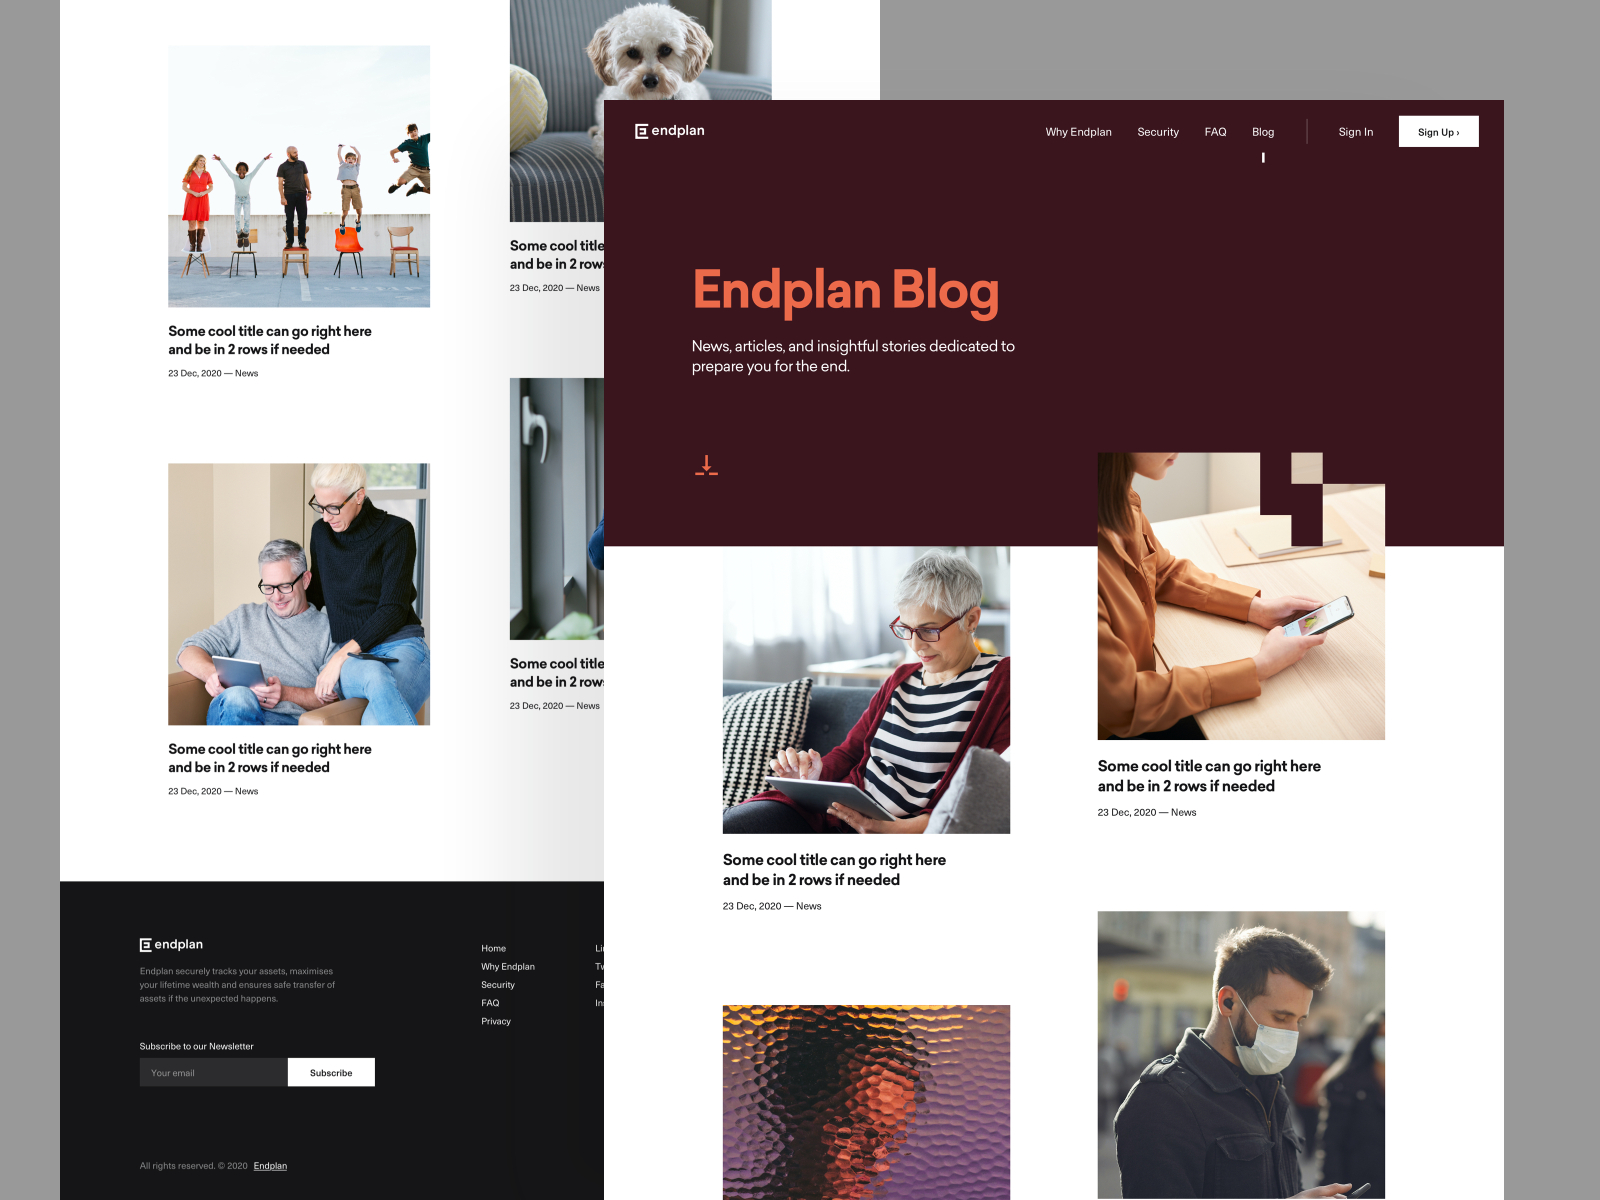 Some cool title can go right here
and be in 2 rows if needed
23 Dec, 2020 — News
Some cool title
and be in 2 rows
23 Dec, 2020 — News
Some cool title can go right here
and be in 2 rows if needed
23 Dec, 2020 — News
Some cool title
and be in 2 rows
23 Dec, 2020 — News
endplan
Endplan securely tracks your assets, maximises
your lifetime wealth and ensures safe transfer of
assets if the unexpected happens.
Subscribe to our Newsletter
Your email
Subscribe
All rights reserved. © 2020 Endplan
Home
Why Endplan
Security
FAQ
Privacy
endplan
Why Endplan Security FAQ Blog Sign In Sign Up ›
Endplan Blog
News, articles, and insightful stories dedicated to
prepare you for the end.
Some cool title can go right here
and be in 2 rows if needed
23 Dec, 2020 — News
Some cool title can go right here
and be in 2 rows if needed
23 Dec, 2020 — News